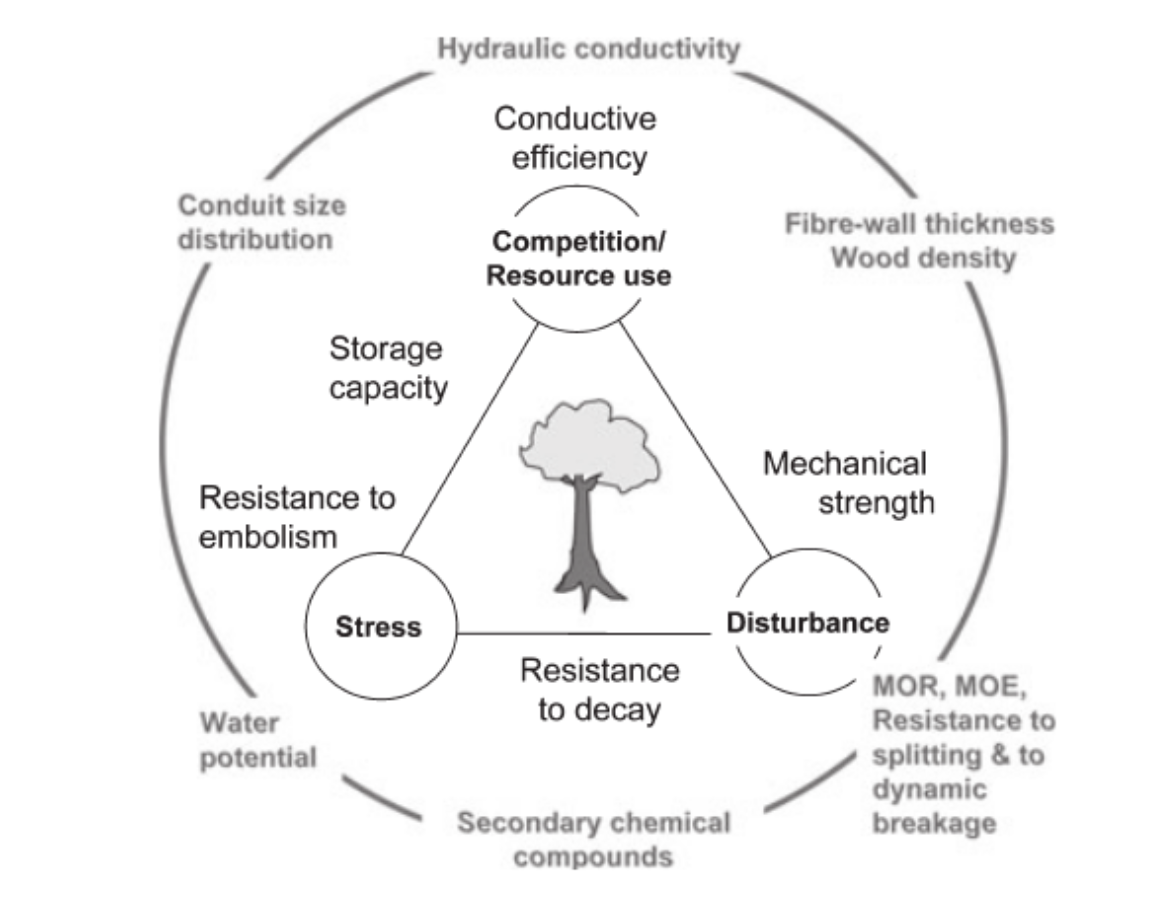 Hydraulic conductivity
Conductive
efficiency
Conduit size
distribution
Fibre-wall thickness
Wood density
Competition/
Resource use
Storage
capacity
Mechanical
strength
Resistance to
embolism
Stress
Disturbance
Resistance
to decay
MOR, MOE,
Resistance to
splitting & to
dynamic
breakage
Water
potential
Secondary chemical
compounds